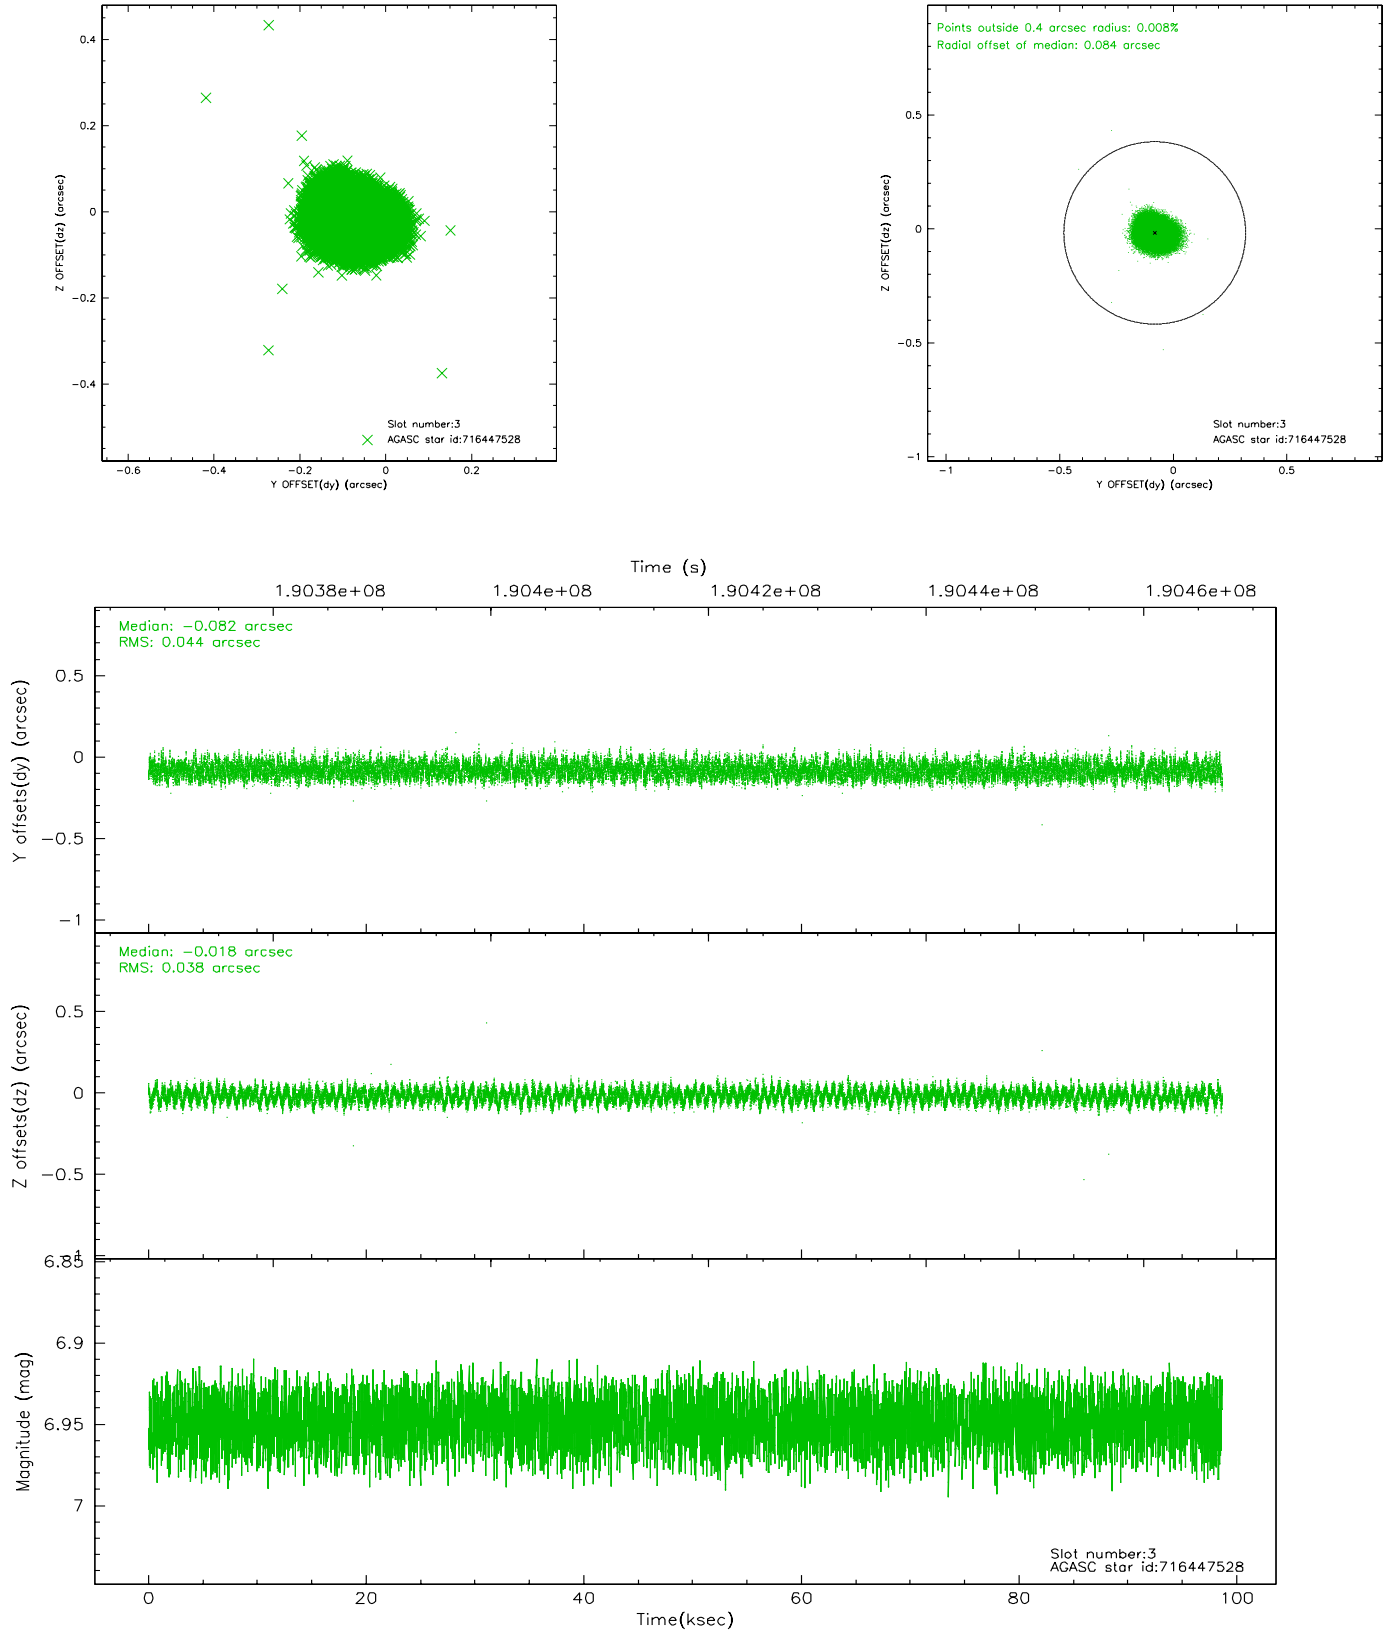 0.4
0.2
0
-0.2
-0.4
Z OFFSET(dz) (arcsec)
Slot number:3
AGASC star id:716447528
-0.6 -0.4 -0.2 0 0.2
Y OFFSET(dy) (arcsec)
Points outside 0.4 arcsec radius: 0.008%
Radial offset of median: 0.084 arcsec
0.5
0
-0.5
-1
Z OFFSET(dz) (arcsec)
Slot number:3
AGASC star id:716447528
-1 -0.5 0 0.5
Y OFFSET(dy) (arcsec)
Time (s)
1.9038e+08 1.904e+08 1.9042e+08 1.9044e+08 1.9046e+08
Median: -0.082 arcsec
RMS: 0.044 arcsec
0.5
0
-0.5
-1
Y offsets(dy) (arcsec)
Median: -0.018 arcsec
RMS: 0.038 arcsec
0.5
0
-0.5
-1
Z offsets(dz) (arcsec)
6.85
6.9
6.95
7
Magnitude (mag)
Slot number:3
AGASC star id:716447528
0 20 40 60 80 100
Time(ksec)